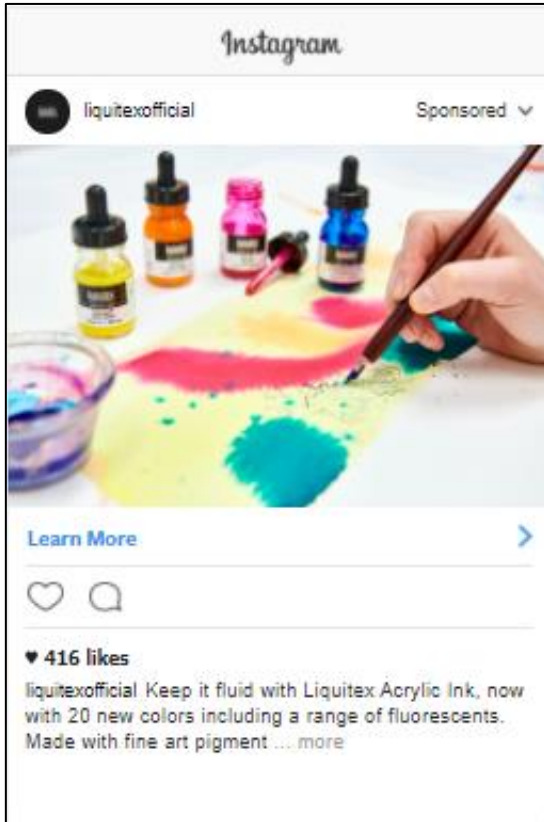 Instagram
liquitexofficial Sponsored
Learn More
♥ 416 likes
liquitexofficial Keep it fluid with Liquitex Acrylic Ink, now
with 20 new colors including a range of fluorescents.
Made with fine art pigment ... more